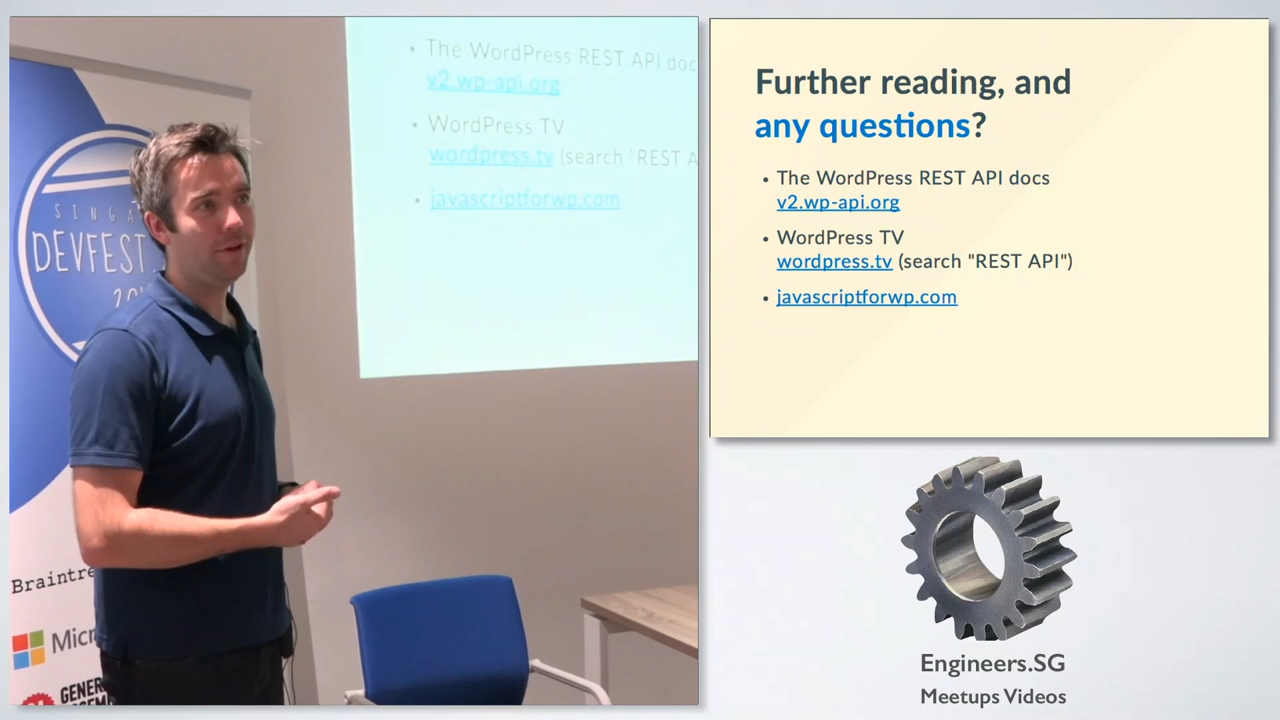 The WordPress REST API doc
v2.wp-api.org
WordPress TV
wordpress.tv (search "REST A
javascriptforwp.com
SINGA
DEVFEST
Braintre
Micr
GENER
Further reading, and
any questions?
The WordPress REST API docs
v2.wp-api.org
WordPress TV
wordpress.tv (search "REST API")
javascriptforwp.com
Engineers.SG
Meetups Videos